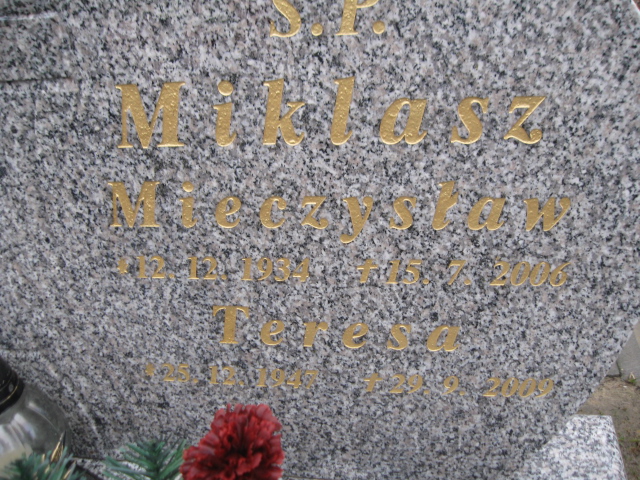 Ś.P.
Miklasz
Mieczysław
*12.12.1934 †15.7.2006
Teresa
*25.12.1947 †29.9.2009